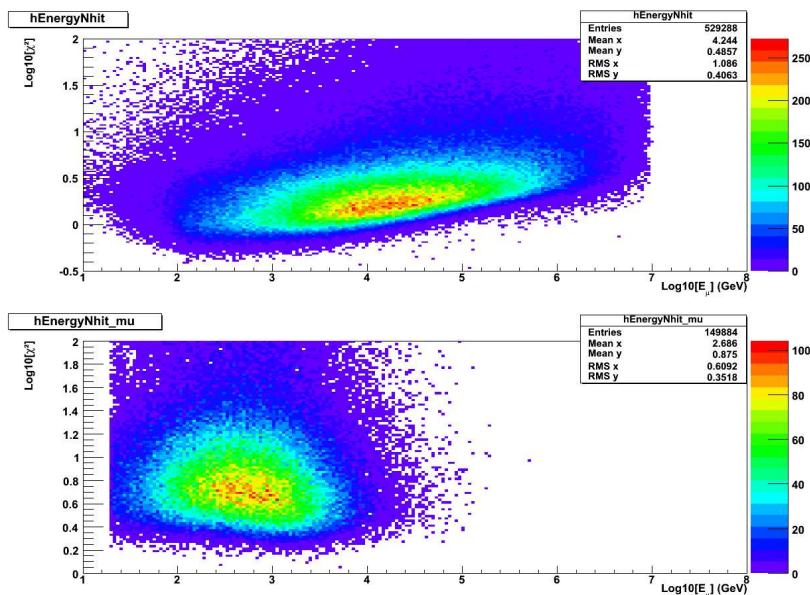 hEnergyNhit
hEnergyNhit
Entries 529288
Mean x 4.244
Mean y 0.4857
RMS x 1.086
RMS y 0.4063
Log10[χ²]
2
1.5
1
0.5
0
-0.5
1 2 3 4 5 6 7 8
Log10[E_μ] (GeV)
250
200
150
100
50
0
hEnergyNhit_mu
hEnergyNhit_mu
Entries 149884
Mean x 2.686
Mean y 0.875
RMS x 0.6092
RMS y 0.3518
Log10[χ²]
2
1.8
1.6
1.4
1.2
1
0.8
0.6
0.4
0.2
0
1 2 3 4 5 6 7 8
Log10[E_μ] (GeV)
100
80
60
40
20
0